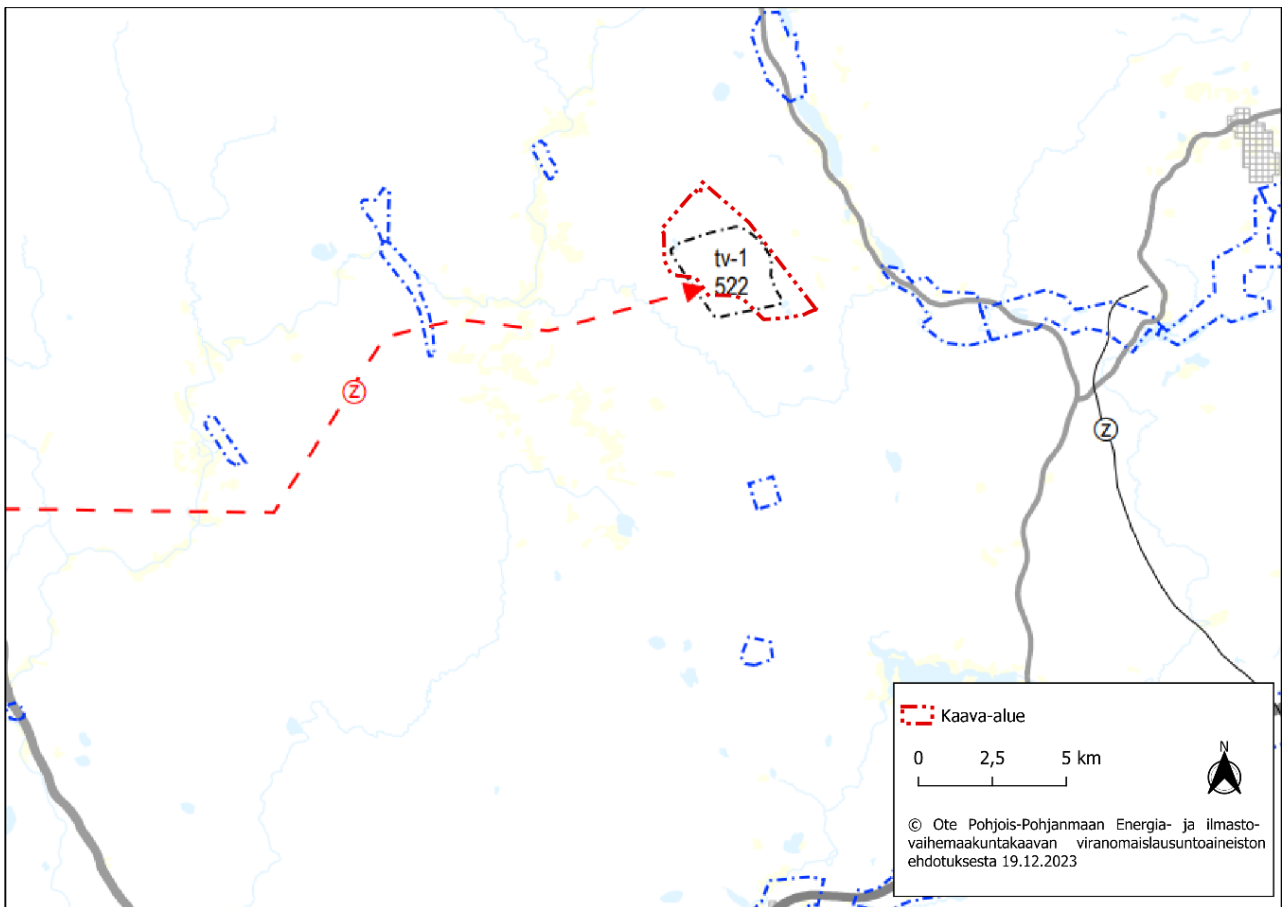 tv-1
522
Z
Z
Kaava-alue
0 2,5 5 km
N
© Ote Pohjois-Pohjanmaan Energia- ja ilmasto-
vaihemaakuntakaavan viranomaislausuntoaineiston
ehdotuksesta 19.12.2023